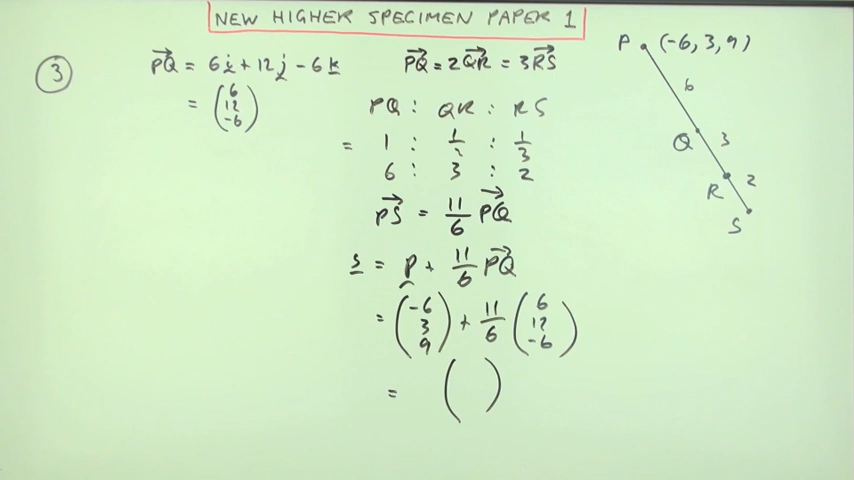 NEW HIGHER SPECIMEN PAPER 1
3
PQ = 6i + 12j - 6k
= (6 12 -6)
PQ = 2QR = 3RS
PQ : QR : RS
= 1 : 1/2 : 1/3
6 : 3 : 2
PS = 11/6 PQ
s = p + 11/6 PQ
= (-6 3 9) + 11/6 (6 12 -6)
= ( )
P (-6, 3, 9)
6
Q 3
R 2
S